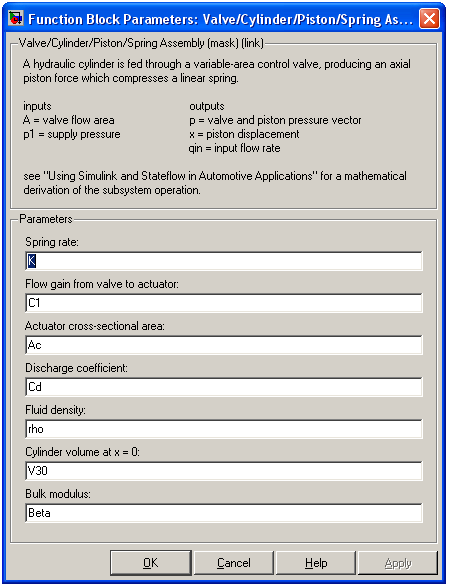 Function Block Parameters: Valve/Cylinder/Piston/Spring As...
Valve/Cylinder/Piston/Spring Assembly (mask) (link)
A hydraulic cylinder is fed through a variable-area control valve, producing an axial
piston force which compresses a linear spring.
inputs outputs
A = valve flow area p = valve and piston pressure vector
p1 = supply pressure x = piston displacement
qin = input flow rate
see "Using Simulink and Stateflow in Automotive Applications" for a mathematical
derivation of the subsystem operation.
Parameters
Spring rate:
K
Flow gain from valve to actuator:
C1
Actuator cross-sectional area:
Ac
Discharge coefficient:
Cd
Fluid density:
rho
Cylinder volume at x = 0:
V30
Bulk modulus:
Beta
OK Cancel Help Apply